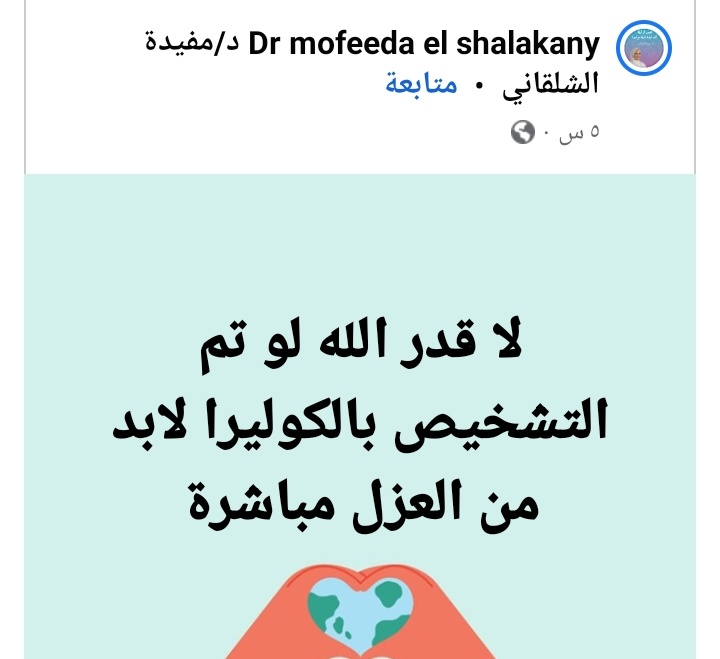 Dr mofeeda el shalakany د/مفيدة
الشلقاني • متابعة
٥ س ·
لا قدر الله لو تم
التشخيص بالكوليرا لابد
من العزل مباشرة